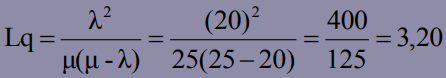 Lq = λ² / μ(μ - λ) = (20)² / 25(25 – 20) = 400 / 125 = 3,20